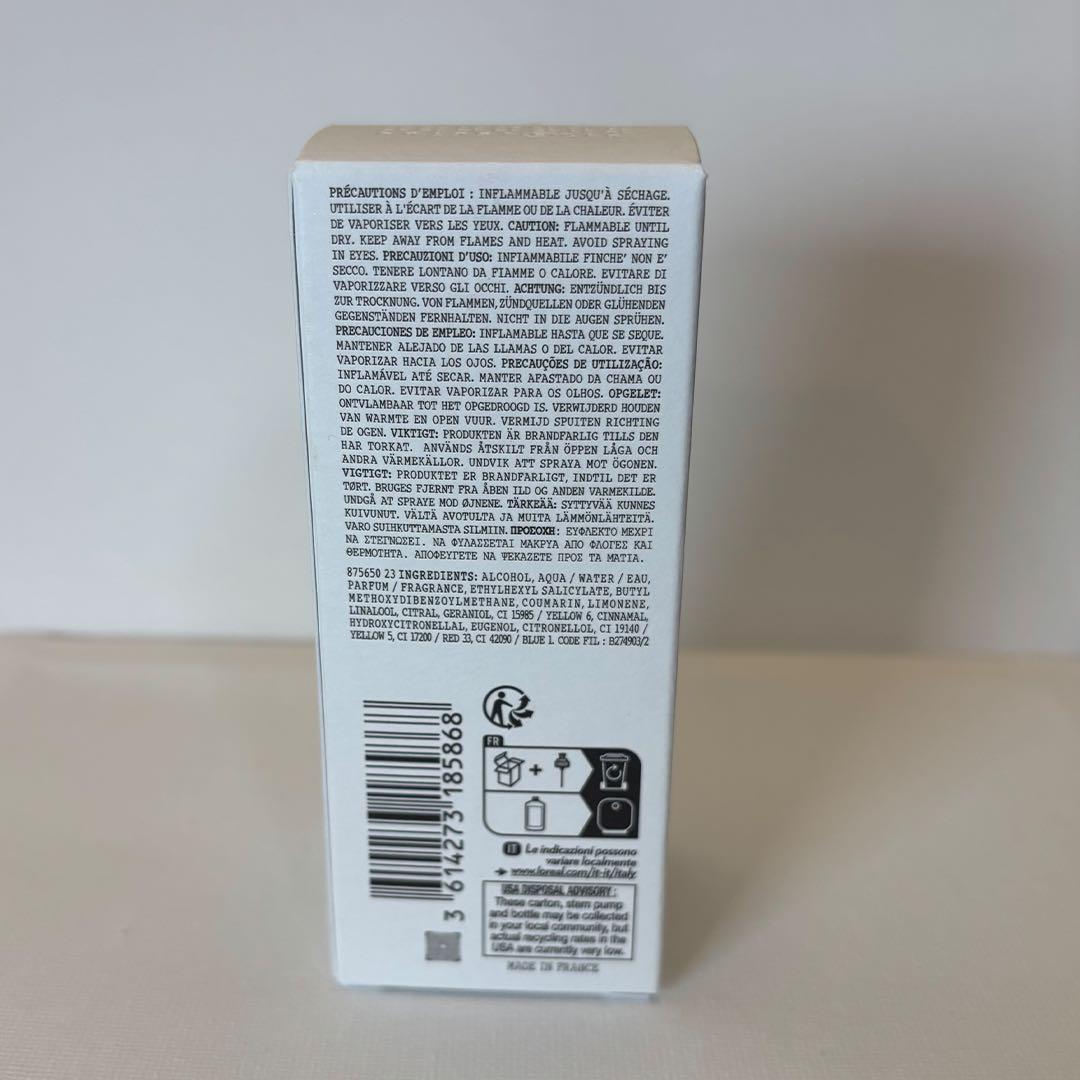 PRÉCAUTIONS D'EMPLOI : INFLAMMABLE JUSQU'À SÉCHAGE.
UTILISER À L'ÉCART DE LA FLAMME OU DE LA CHALEUR. ÉVITER
DE VAPORISER VERS LES YEUX. CAUTION: FLAMMABLE UNTIL
DRY. KEEP AWAY FROM FLAMES AND HEAT. AVOID SPRAYING
IN EYES. PRECAUZIONI D'USO: INFIAMMABILE FINCHE' NON E'
SECCO. TENERE LONTANO DA FIAMME O CALORE. EVITARE DI
VAPORIZZARE VERSO GLI OCCHI. ACHTUNG: ENTZÜNDLICH BIS
ZUR TROCKNUNG. VON FLAMMEN, ZÜNDQUELLEN ODER GLÜHENDEN
GEGENSTÄNDEN FERNHALTEN. NICHT IN DIE AUGEN SPRÜHEN.
PRECAUCIONES DE EMPLEO: INFLAMABLE HASTA QUE SE SEQUE.
MANTENER ALEJADO DE LAS LLAMAS O DEL CALOR. EVITAR
VAPORIZAR HACIA LOS OJOS. PRECAUÇÕES DE UTILIZAÇÃO:
INFLAMÁVEL ATÉ SECAR. MANTER AFASTADO DA CHAMA OU
DO CALOR. EVITAR VAPORIZAR PARA OS OLHOS. OPGELET:
ONTVLAMBAAR TOT HET OPGEDROOGD IS. VERWIJDERD HOUDEN
VAN WARMTE EN OPEN VUUR. VERMIJD SPUITEN RICHTING
DE OGEN. VIKTIGT: PRODUKTEN ÄR BRANDFARLIG TILLS DEN
HAR TORKAT. ANVÄNDS ÅTSKILT FRÅN ÖPPEN LÅGA OCH
ANDRA VÄRMEKÄLLOR. UNDVIK ATT SPRAYA MOT ÖGONEN.
VIGTIGT: PRODUKTET ER BRANDFARLIGT, INDTIL DET ER
TØRT. BRUGES FJERNT FRA ÅBEN ILD OG ANDEN VARMEKILDE.
UNDGÅ AT SPRAYE MOD ØJNENE. TÄRKEÄÄ: SYTTYVÄÄ KUNNES
KUIVUNUT. VÄLTÄ AVOTULTA JA MUITA LÄMMÖNLÄHTEITÄ.
VARO SUIHKUTTAMASTA SILMIIN. ΠΡΟΣΟΧΗ: ΕΥΦΛΕΚΤΟ ΜΕΧΡΙ
ΝΑ ΣΤΕΓΝΩΣΕΙ. ΝΑ ΦΥΛΑΣΣΕΤΑΙ ΜΑΚΡΥΑ ΑΠΟ ΦΛΟΓΕΣ ΚΑΙ
ΘΕΡΜΟΤΗΤΑ. ΑΠΟΦΕΥΓΕΤΕ ΝΑ ΨΕΚΑΖΕΤΕ ΠΡΟΣ ΤΑ ΜΑΤΙΑ.
875650 23 INGREDIENTS: ALCOHOL, AQUA / WATER / EAU,
PARFUM / FRAGRANCE, ETHYLHEXYL SALICYLATE, BUTYL
METHOXYDIBENZOYLMETHANE, COUMARIN, LIMONENE,
LINALOOL, CITRAL, GERANIOL, CI 15985 / YELLOW 6, CINNAMAL,
HYDROXYCITRONELLAL, EUGENOL, CITRONELLOL, CI 19140 /
YELLOW 5, CI 17200 / RED 33, CI 42090 / BLUE 1. CODE FIL : B274903/2
3 614273 185868
FR
IT Le indicazioni possono
variare localmente
www.loreal.com/it-it/italy
USA DISPOSAL ADVISORY :
These carton, stem pump
and bottle may be collected
in your local community, but
actual recycling rates in the
USA are currently very low.
MADE IN FRANCE